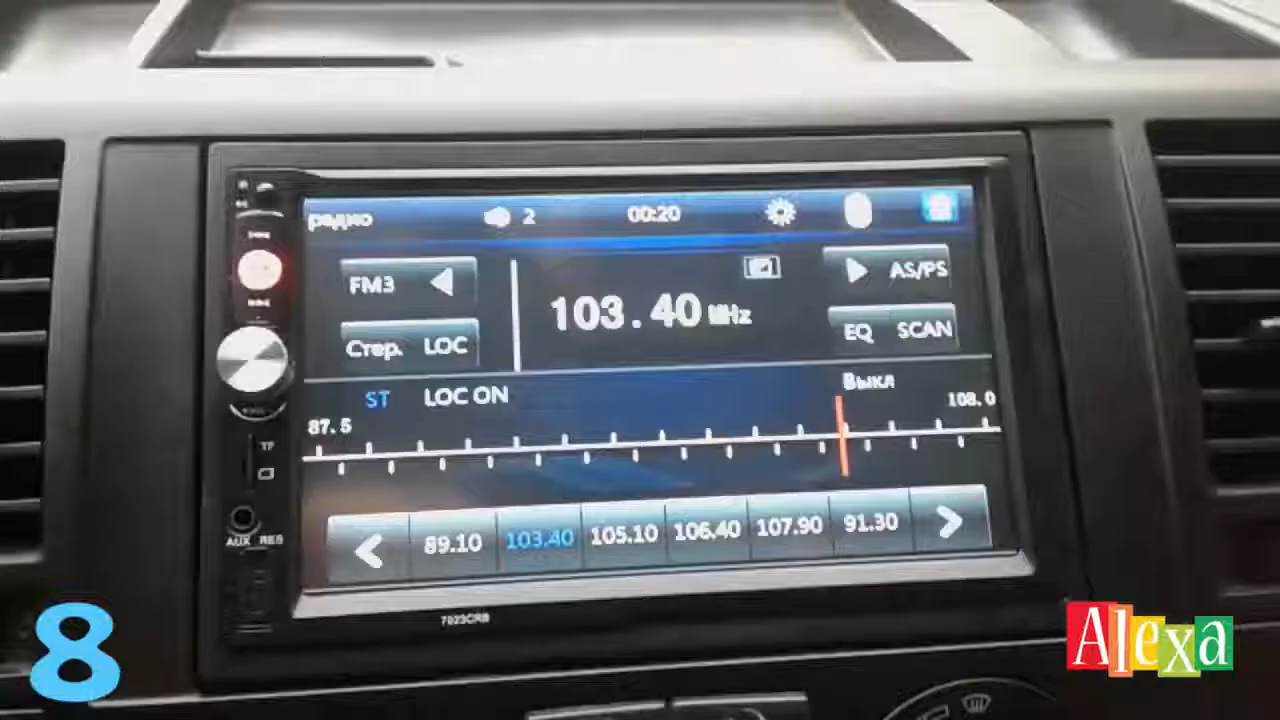 радио 2 00:20
FM3 103.40 MHz AS/PS
Стер. LOC EQ SCAN
ST LOC ON Выкл
87.5 108.0
89.10 103.40 105.10 106.40 107.90 91.30
TF
AUX RES
7023CRB
8
Alexa